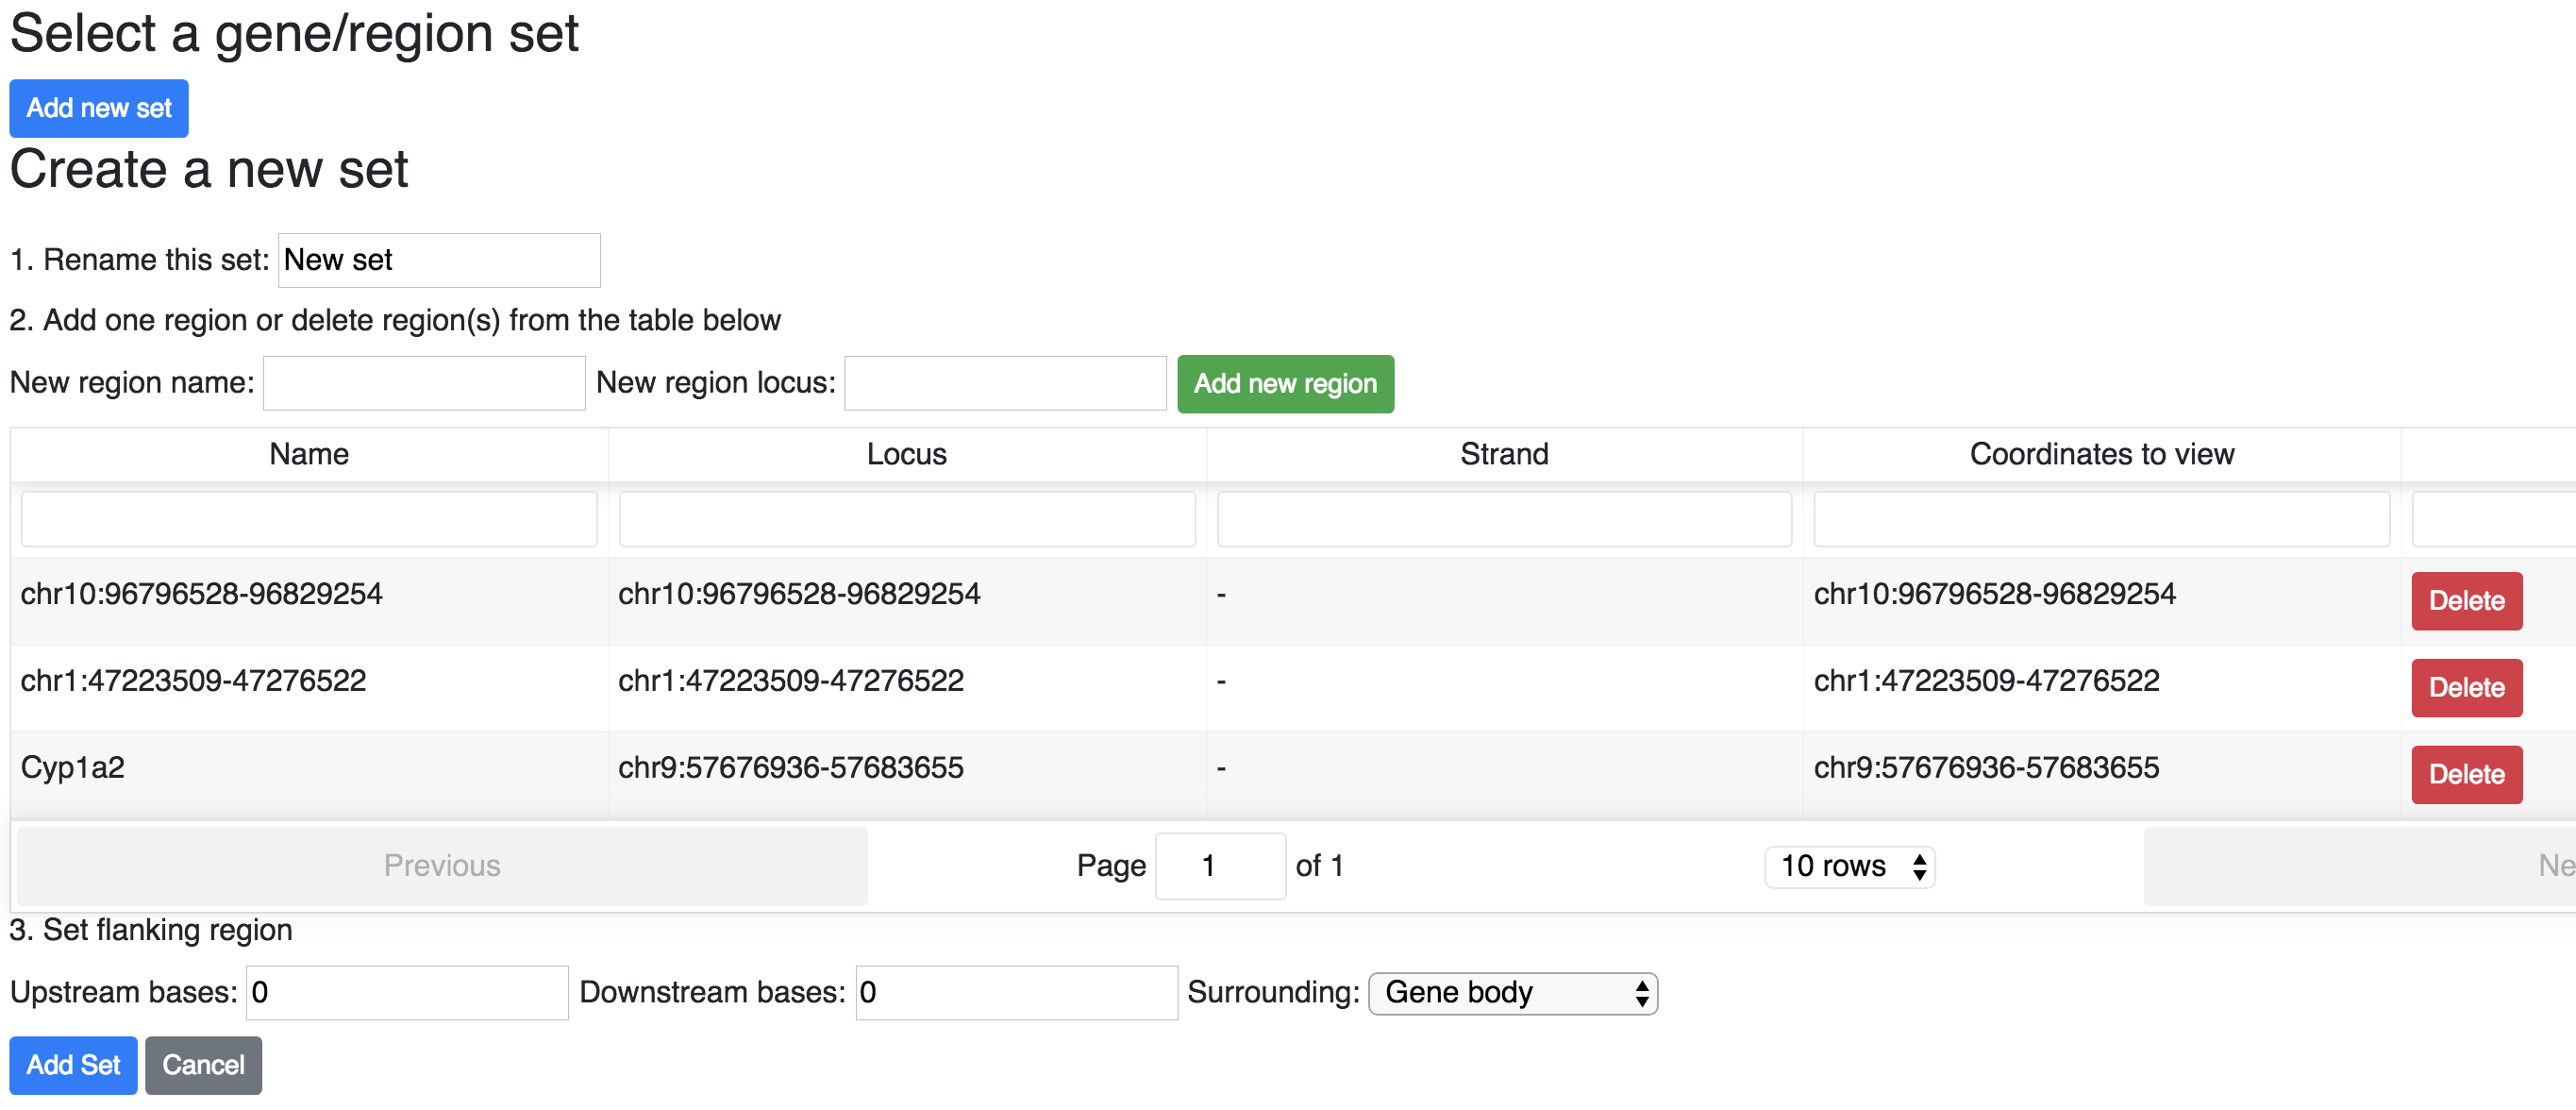 Select a gene/region set
Add new set
Create a new set
1. Rename this set: New set
2. Add one region or delete region(s) from the table below
New region name: New region locus: Add new region
Name Locus Strand Coordinates to view
chr10:96796528-96829254 chr10:96796528-96829254 - chr10:96796528-96829254 Delete
chr1:47223509-47276522 chr1:47223509-47276522 - chr1:47223509-47276522 Delete
Cyp1a2 chr9:57676936-57683655 - chr9:57676936-57683655 Delete
Previous Page 1 of 1 10 rows Ne
3. Set flanking region
Upstream bases: 0 Downstream bases: 0 Surrounding: Gene body
Add Set Cancel